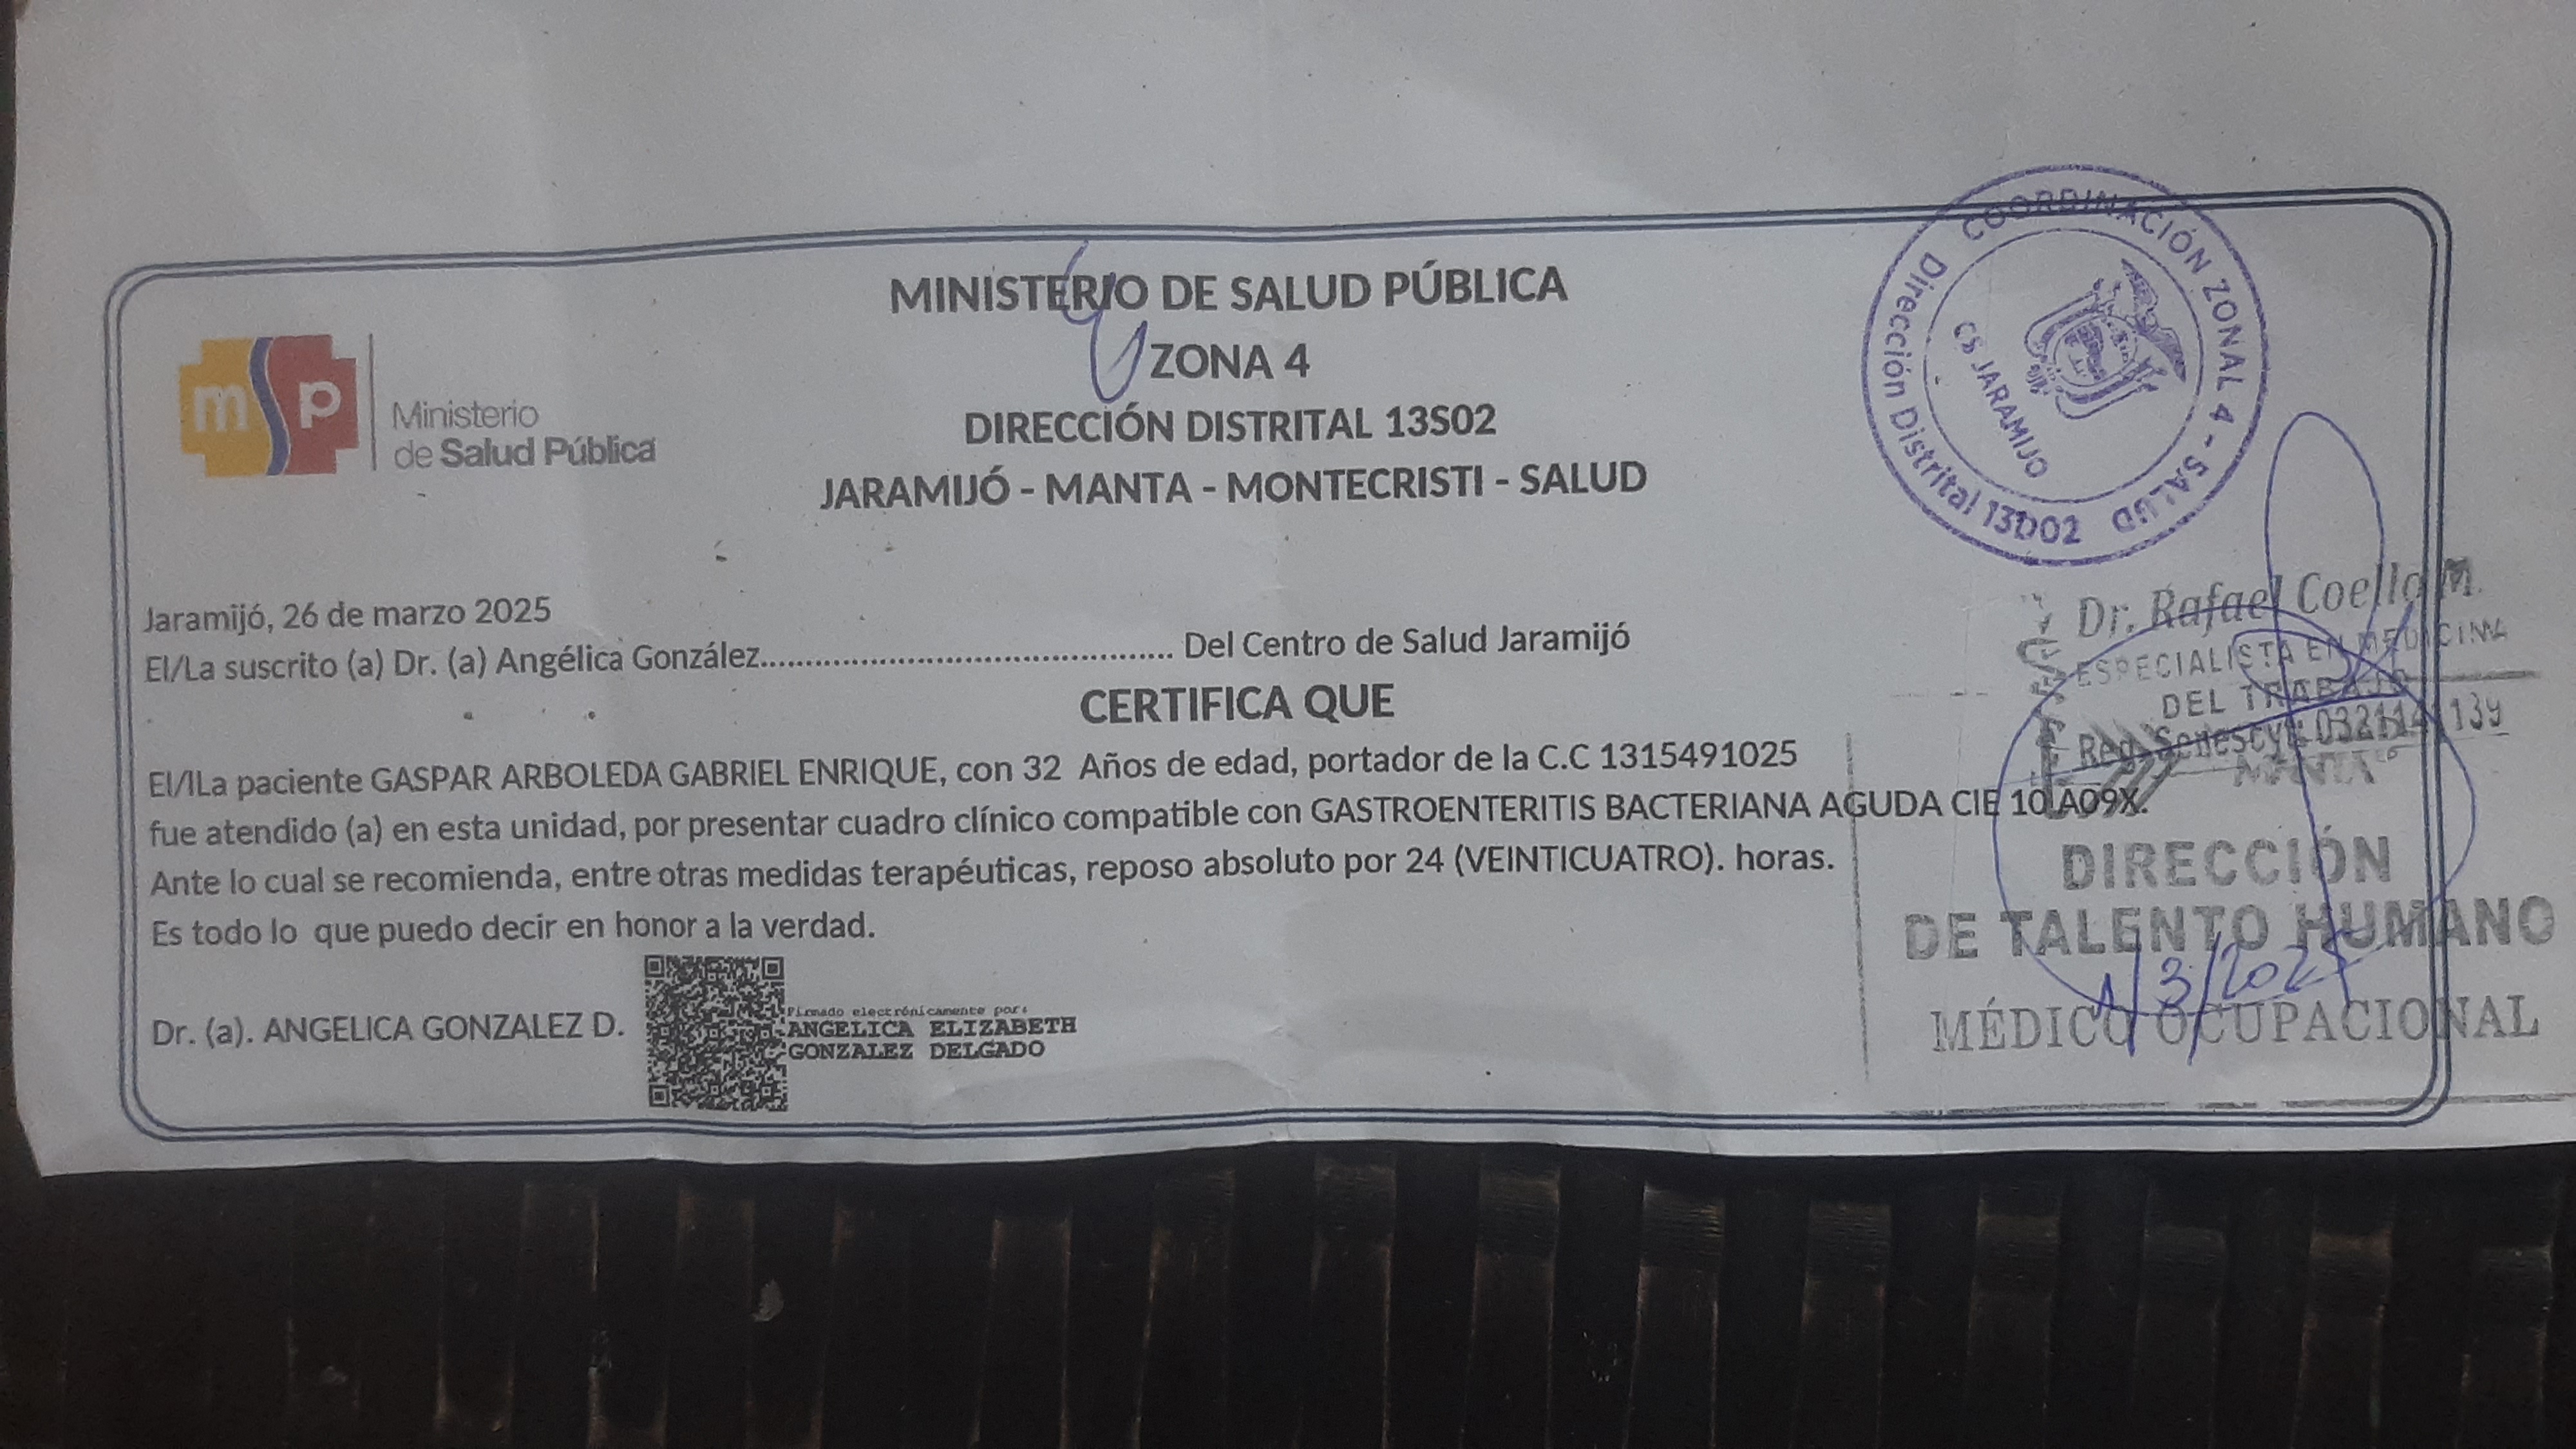 msp
Ministerio
de Salud Pública
MINISTERIO DE SALUD PÚBLICA
ZONA 4
DIRECCIÓN DISTRITAL 13S02
JARAMIJÓ - MANTA - MONTECRISTI - SALUD
COORDINACIÓN ZONAL 4 - SALUD
Dirección Distrital 13D02
CS JARAMIJO
Jaramijó, 26 de marzo 2025
El/La suscrito (a) Dr. (a) Angélica González.................................................... Del Centro de Salud Jaramijó
CERTIFICA QUE
El/lLa paciente GASPAR ARBOLEDA GABRIEL ENRIQUE, con 32 Años de edad, portador de la C.C 1315491025
fue atendido (a) en esta unidad, por presentar cuadro clínico compatible con GASTROENTERITIS BACTERIANA AGUDA CIE 10 A09X.
Ante lo cual se recomienda, entre otras medidas terapéuticas, reposo absoluto por 24 (VEINTICUATRO). horas.
Es todo lo que puedo decir en honor a la verdad.
Dr. (a). ANGELICA GONZALEZ D.
Firmado electrónicamente por:
ANGELICA ELIZABETH
GONZALEZ DELGADO
Dr. Rafael Coello M.
ESPECIALISTA EN MEDICINA
DEL TRABAJO
Reg. Senescyt
DIRECCIÓN
DE TALENTO HUMANO
MÉDICO OCUPACIONAL